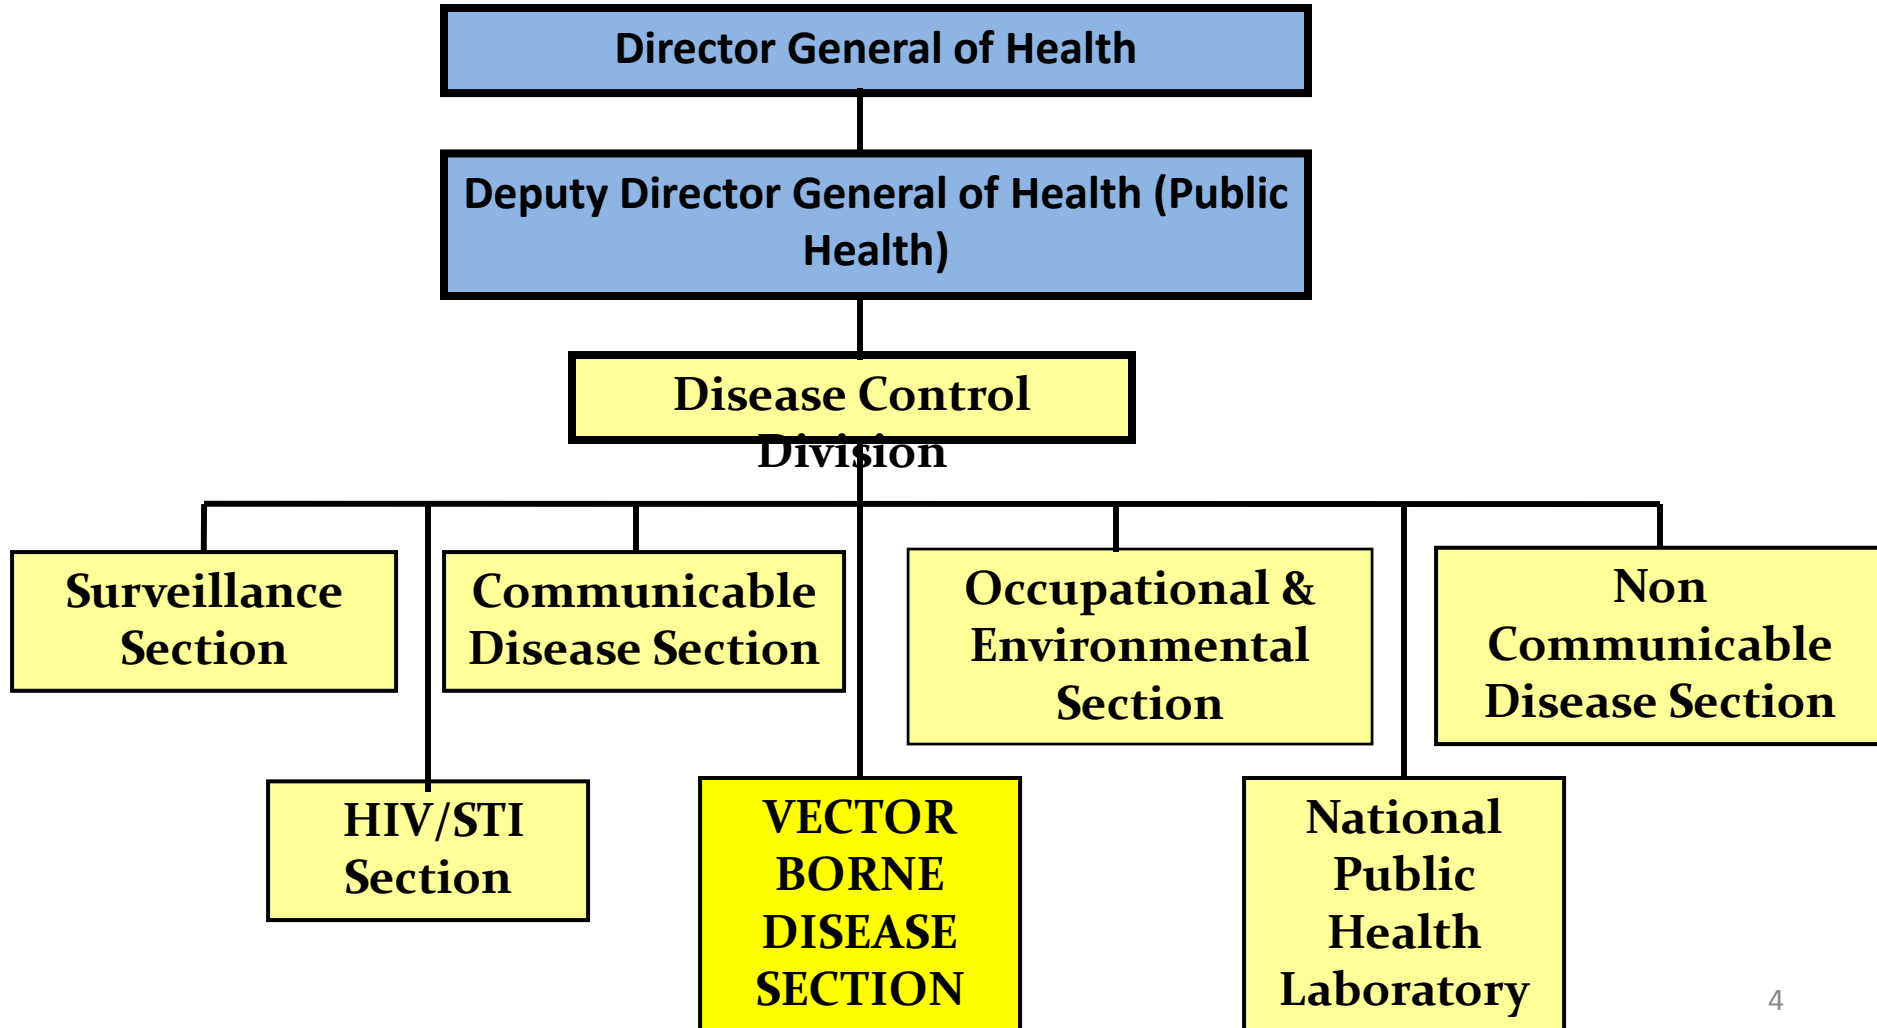 Director General of Health
Deputy Director General of Health (Public
Health)
Disease Control
Division
Surveillance
Section
Communicable
Disease Section
Occupational &
Environmental
Section
Non
Communicable
Disease Section
HIV/STI
Section
VECTOR
BORNE
DISEASE
SECTION
National
Public
Health
Laboratory
4